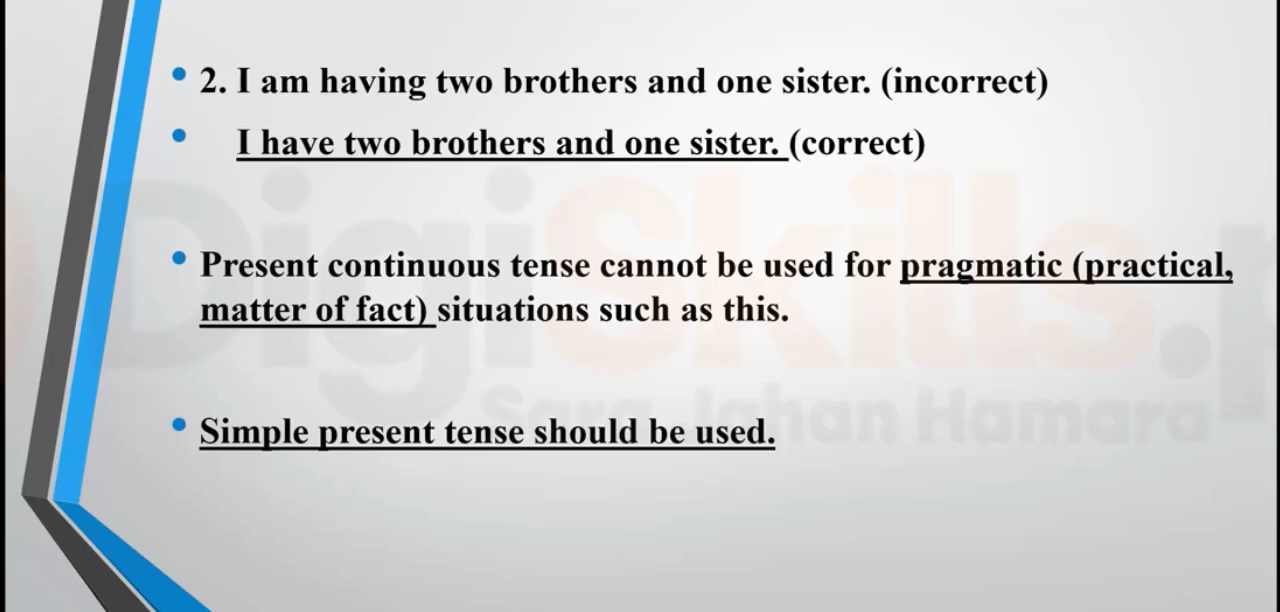 2. I am having two brothers and one sister. (incorrect)
I have two brothers and one sister. (correct)
Present continuous tense cannot be used for pragmatic (practical,
matter of fact) situations such as this.
Simple present tense should be used.
DigiSkills.p
Sara Jahan Hamara